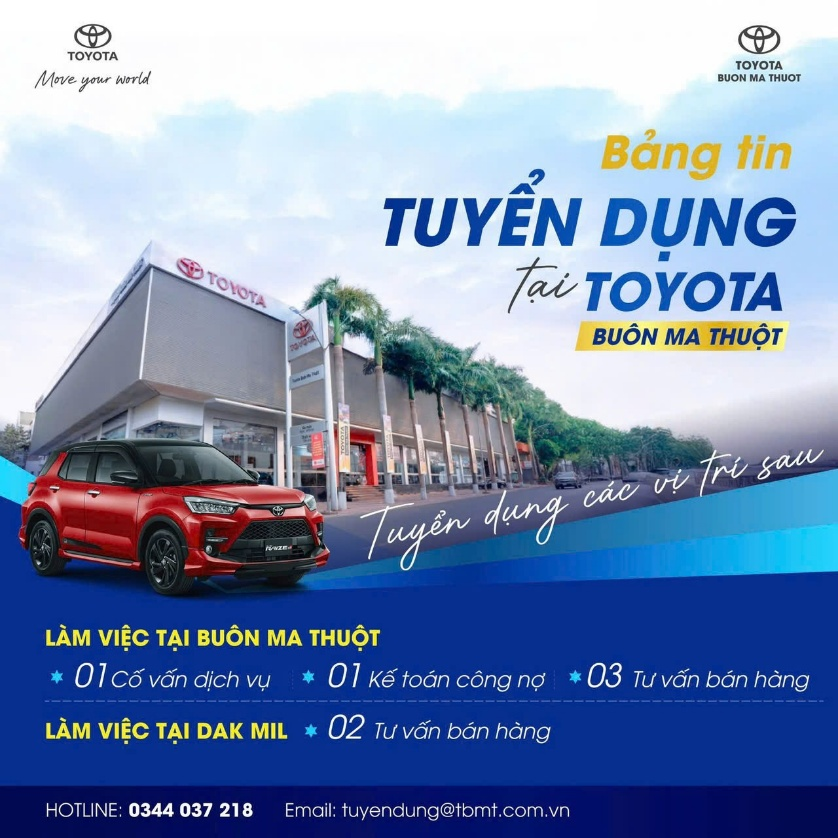 TOYOTA
Move your world
TOYOTA
BUON MA THUOT
Bảng tin
TUYỂN DỤNG
tại TOYOTA
BUÔN MA THUỘT
TOYOTA
TOYOTA
Tuyển dụng các vị trí sau
RAIZE
LÀM VIỆC TẠI BUÔN MA THUỘT
01 Cố vấn dịch vụ
01 Kế toán công nợ
03 Tư vấn bán hàng
LÀM VIỆC TẠI DAK MIL
02 Tư vấn bán hàng
HOTLINE: 0344 037 218 Email: tuyendung@tbmt.com.vn